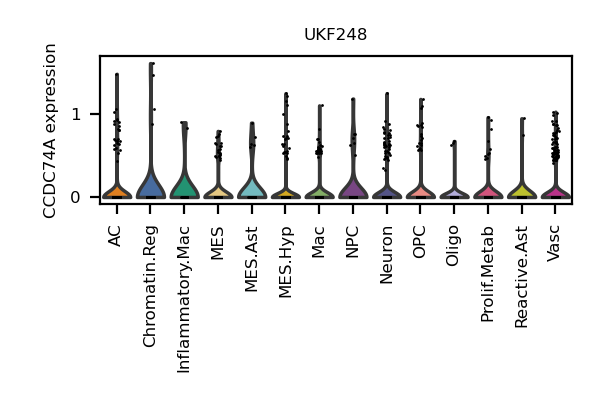 UKF248
CCDC74A expression
1
0
AC
Chromatin.Reg
Inflammatory.Mac
MES
MES.Ast
MES.Hyp
Mac
NPC
Neuron
OPC
Oligo
Prolif.Metab
Reactive.Ast
Vasc